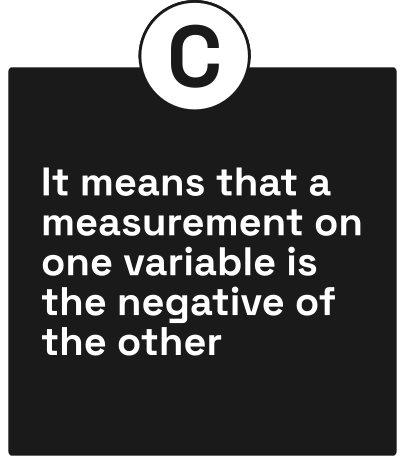 C
It means that a
measurement on
one variable is
the negative of
the other